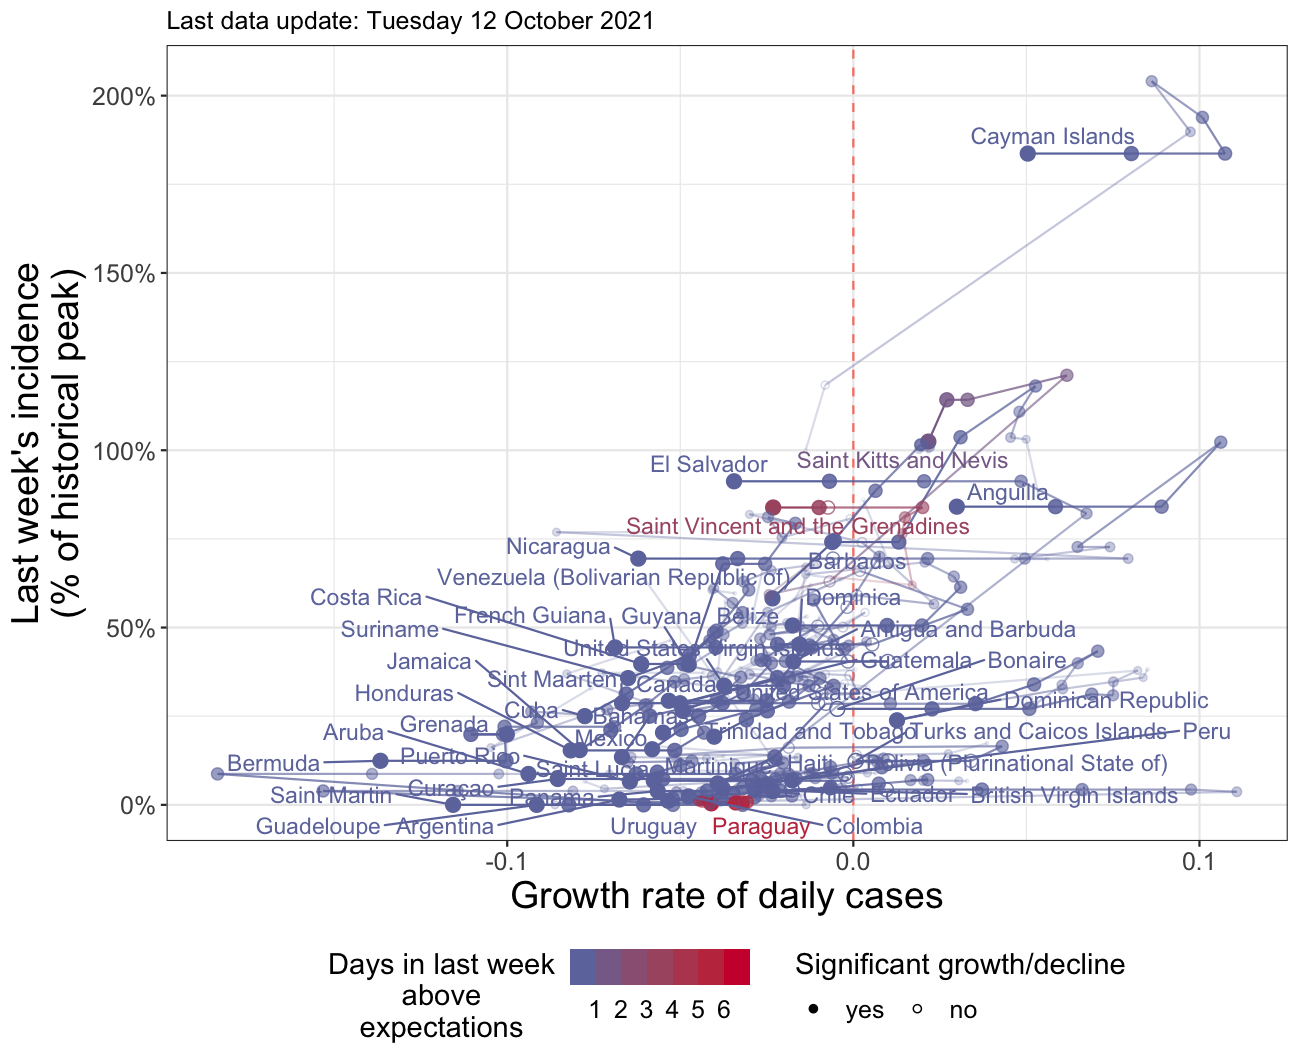 Last data update: Tuesday 12 October 2021
200%
Cayman Islands
Last week's incidence
(% of historical peak)
150%
100%
El Salvador
Saint Kitts and Nevis
Anguilla
Saint Vincent and the Grenadines
Nicaragua
Barbados
Venezuela (Bolivarian Republic of)
Costa Rica
Dominica
French Guiana
Guyana
Belize
50%
Suriname
Antigua and Barbuda
United States Virgin Islands
Jamaica
Guatemala
Bonaire
Sint Maarten
Canada
Honduras
United States of America
Dominican Republic
Cuba
Bahamas
Grenada
Aruba
Mexico
Trinidad and Tobago
Turks and Caicos Islands
Peru
Bermuda
Puerto Rico
Saint Lucia
Martinique
Haiti
Bolivia (Plurinational State of)
Curaçao
Saint Martin
Panama
Chile
Ecuador
British Virgin Islands
0%
Guadeloupe
Argentina
Uruguay
Paraguay
Colombia
-0.1
0.0
0.1
Growth rate of daily cases
Days in last week
above
expectations
1 2 3 4 5 6
Significant growth/decline
yes
no